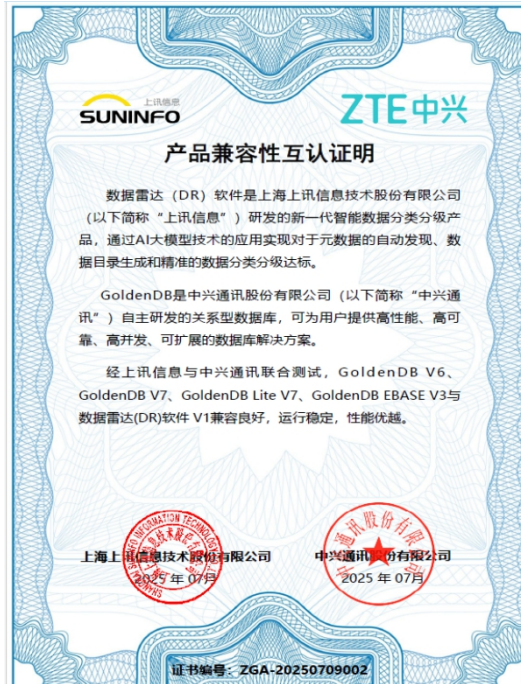 上讯信息
SUNINFO
ZTE中兴
产品兼容性互认证明
数据雷达（DR）软件是上海上讯信息技术股份有限公司
（以下简称“上讯信息”）研发的新一代智能数据分类分级产
品，通过AI大模型技术的应用实现对于元数据的自动发现、数
据目录生成和精准的数据分类分级达标。
GoldenDB是中兴通讯股份有限公司（以下简称“中兴通
讯”）自主研发的关系型数据库，可为用户提供高性能、高可
靠、高并发、可扩展的数据库解决方案。
经上讯信息与中兴通讯联合测试，GoldenDB V6、
GoldenDB V7、GoldenDB Lite V7、GoldenDB EBASE V3与
数据雷达(DR)软件 V1兼容良好，运行稳定，性能优越。
上海上讯信息技术股份有限公司
2025 年 07月
中兴通讯股份有限公司
2025 年 07月
中兴通讯股份有限公司
证书编号：ZGA-20250709002